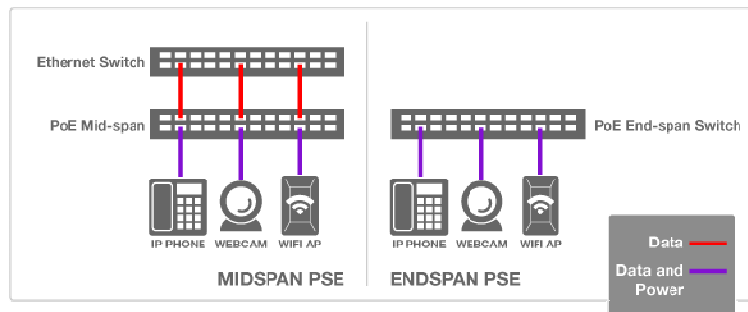 Ethernet Switch
PoE Mid-span
IP PHONE WEBCAM WIFI AP
MIDSPAN PSE
PoE End-span Switch
IP PHONE WEBCAM WIFI AP
ENDSPAN PSE
Data
Data and
Power